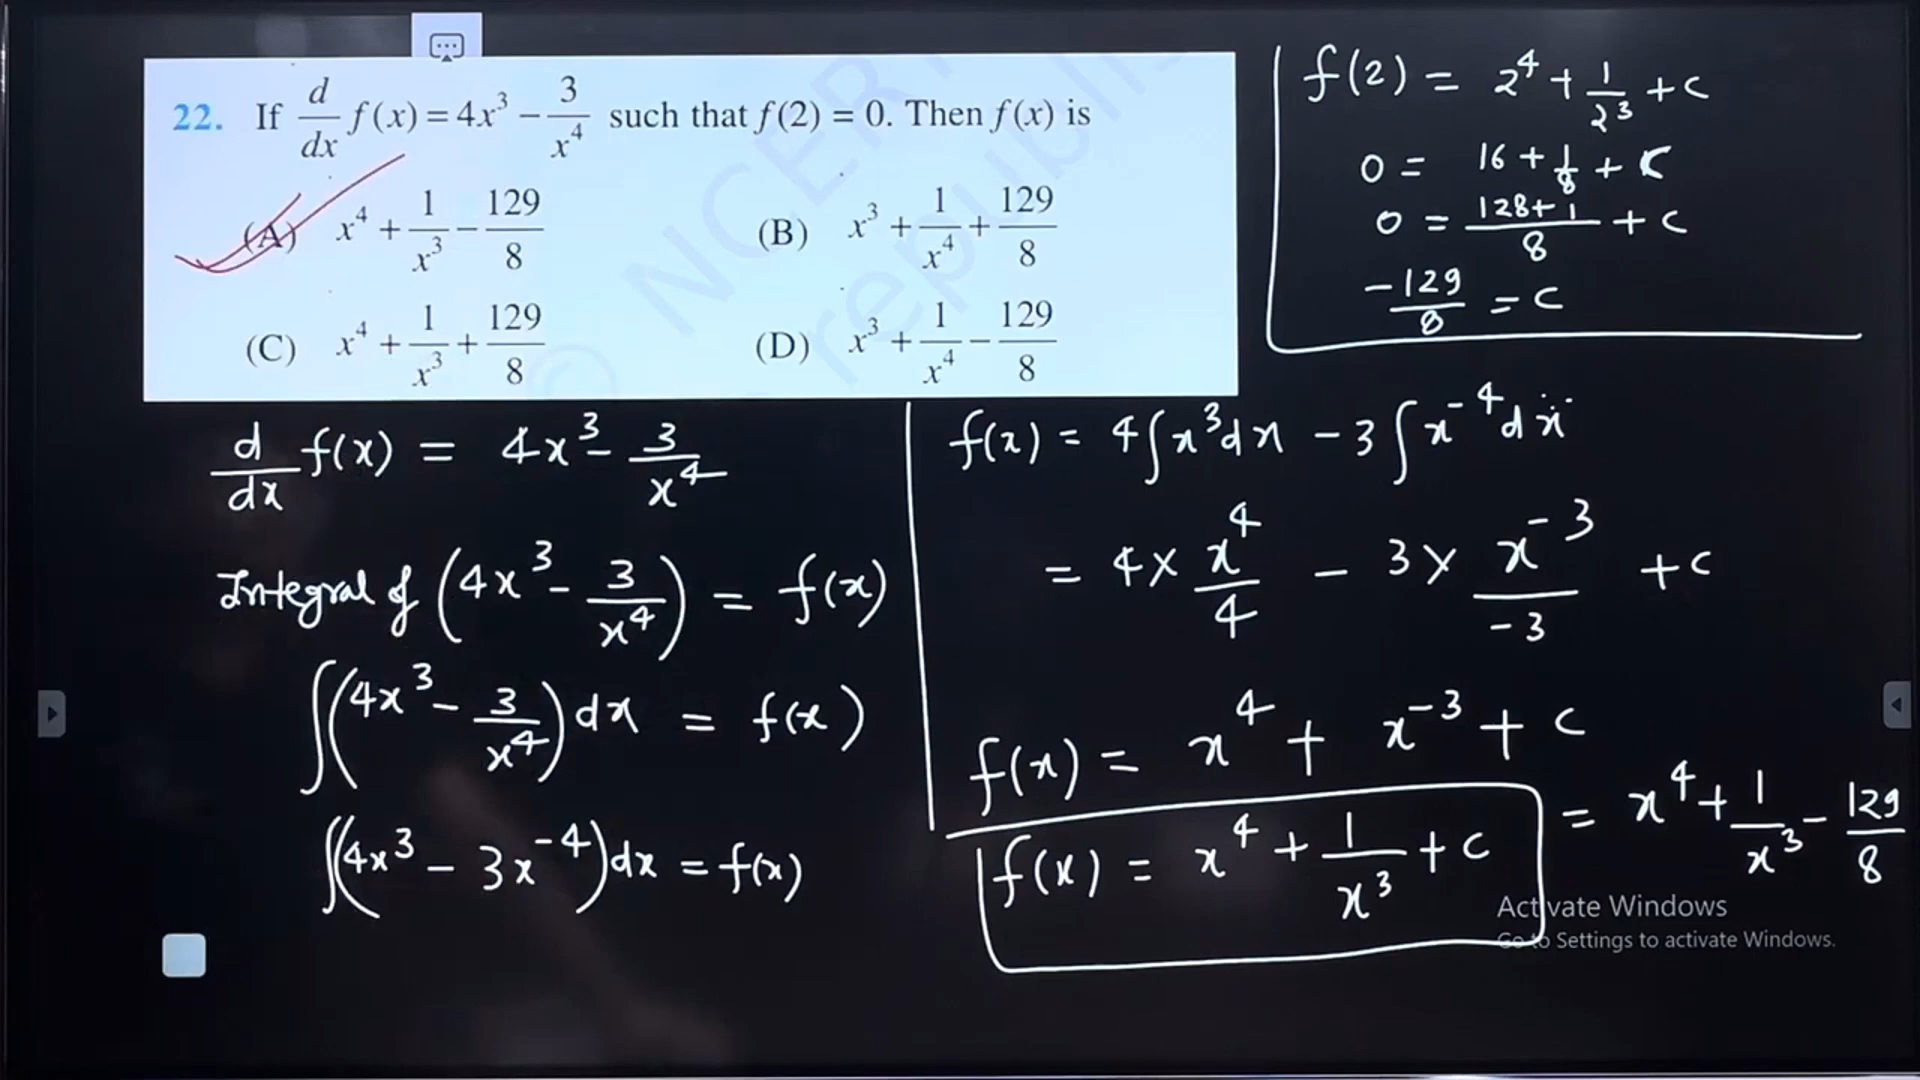 22. If d/dx f(x) = 4x³ − 3/x⁴ such that f(2) = 0. Then f(x) is
(A) x⁴ + 1/x³ − 129/8
(B) x³ + 1/x⁴ + 129/8
(C) x⁴ + 1/x³ + 129/8
(D) x³ + 1/x⁴ − 129/8
© NCERT
republis
f(2) = 2⁴ + 1/2³ + c
0 = 16 + 1/8 + c
0 = (128+1)/8 + c
-129/8 = c
d/dx f(x) = 4x³ - 3/x⁴
Integral of (4x³ - 3/x⁴) = f(x)
∫(4x³ - 3/x⁴)dx = f(x)
∫(4x³ - 3x⁻⁴)dx = f(x)
f(x) = 4∫x³dx - 3∫x⁻⁴dx
= 4 × x⁴/4 - 3 × x⁻³/-3 + c
f(x) = x⁴ + x⁻³ + c
f(x) = x⁴ + 1/x³ + c = x⁴ + 1/x³ - 129/8
Activate Windows
Go to Settings to activate Windows.